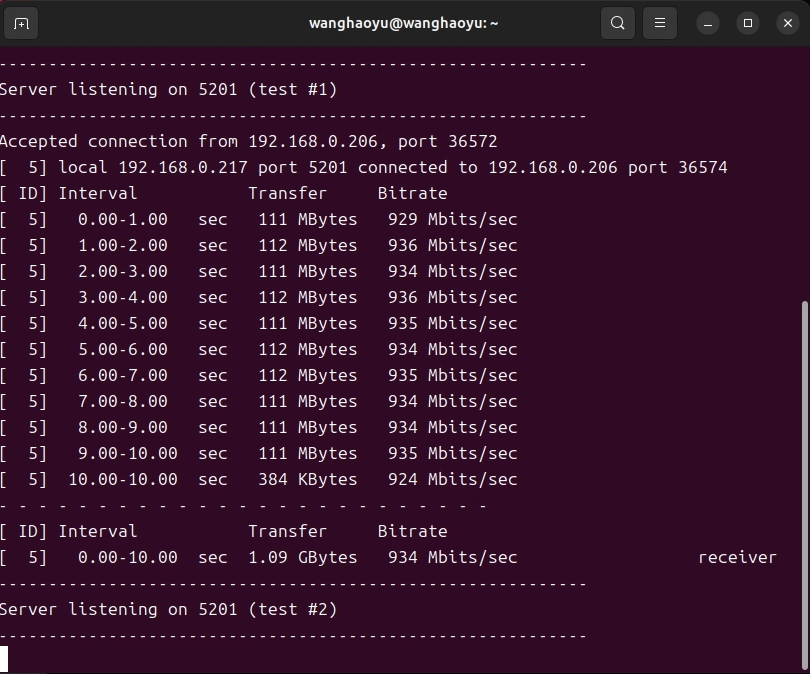 wanghaoyu@wanghaoyu: ~
-----------------------------------------------------------
Server listening on 5201 (test #1)
-----------------------------------------------------------
Accepted connection from 192.168.0.206, port 36572
[  5] local 192.168.0.217 port 5201 connected to 192.168.0.206 port 36574
[ ID] Interval           Transfer     Bitrate
[  5]   0.00-1.00   sec   111 MBytes   929 Mbits/sec
[  5]   1.00-2.00   sec   112 MBytes   936 Mbits/sec
[  5]   2.00-3.00   sec   111 MBytes   934 Mbits/sec
[  5]   3.00-4.00   sec   112 MBytes   936 Mbits/sec
[  5]   4.00-5.00   sec   111 MBytes   935 Mbits/sec
[  5]   5.00-6.00   sec   112 MBytes   934 Mbits/sec
[  5]   6.00-7.00   sec   112 MBytes   935 Mbits/sec
[  5]   7.00-8.00   sec   111 MBytes   934 Mbits/sec
[  5]   8.00-9.00   sec   111 MBytes   934 Mbits/sec
[  5]   9.00-10.00  sec   111 MBytes   935 Mbits/sec
[  5]  10.00-10.00  sec   384 KBytes   924 Mbits/sec
- - - - - - - - - - - - - - - - - - - - - - - - -
[ ID] Interval           Transfer     Bitrate
[  5]   0.00-10.00  sec  1.09 GBytes   934 Mbits/sec                  receiver
-----------------------------------------------------------
Server listening on 5201 (test #2)
-----------------------------------------------------------